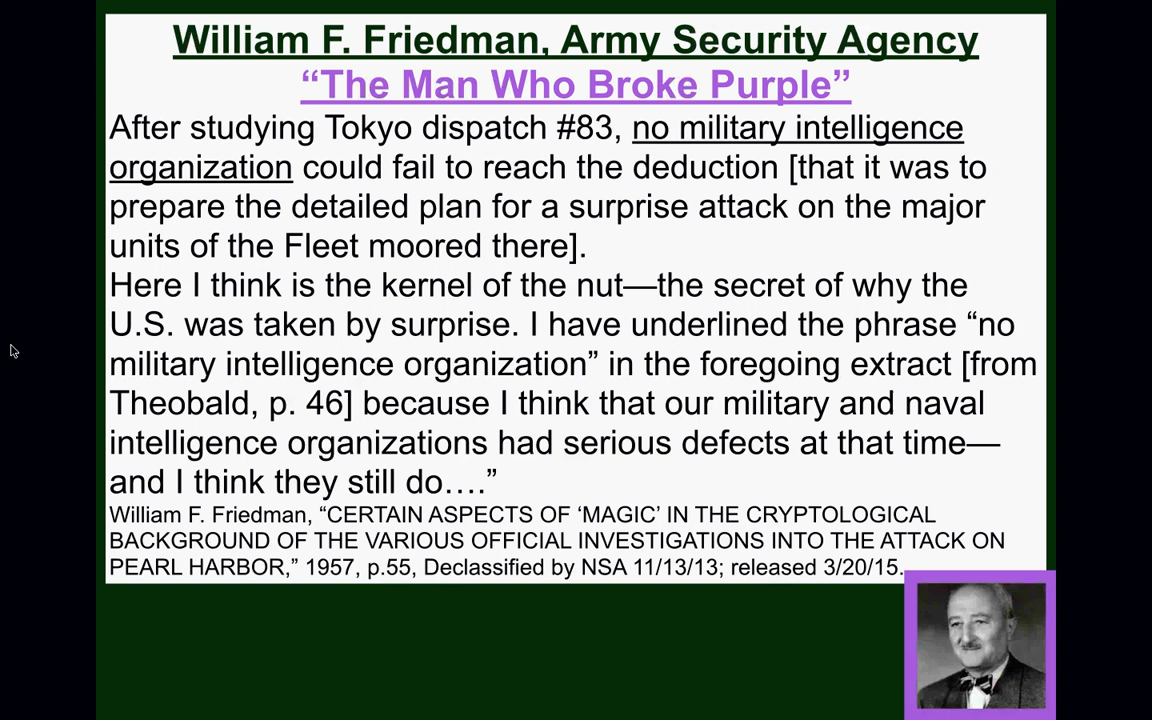 William F. Friedman, Army Security Agency
“The Man Who Broke Purple”
After studying Tokyo dispatch #83, no military intelligence
organization could fail to reach the deduction [that it was to
prepare the detailed plan for a surprise attack on the major
units of the Fleet moored there].
Here I think is the kernel of the nut—the secret of why the
U.S. was taken by surprise. I have underlined the phrase “no
military intelligence organization” in the foregoing extract [from
Theobald, p. 46] because I think that our military and naval
intelligence organizations had serious defects at that time—
and I think they still do….”
William F. Friedman, “CERTAIN ASPECTS OF ‘MAGIC’ IN THE CRYPTOLOGICAL
BACKGROUND OF THE VARIOUS OFFICIAL INVESTIGATIONS INTO THE ATTACK ON
PEARL HARBOR,” 1957, p.55, Declassified by NSA 11/13/13; released 3/20/15.